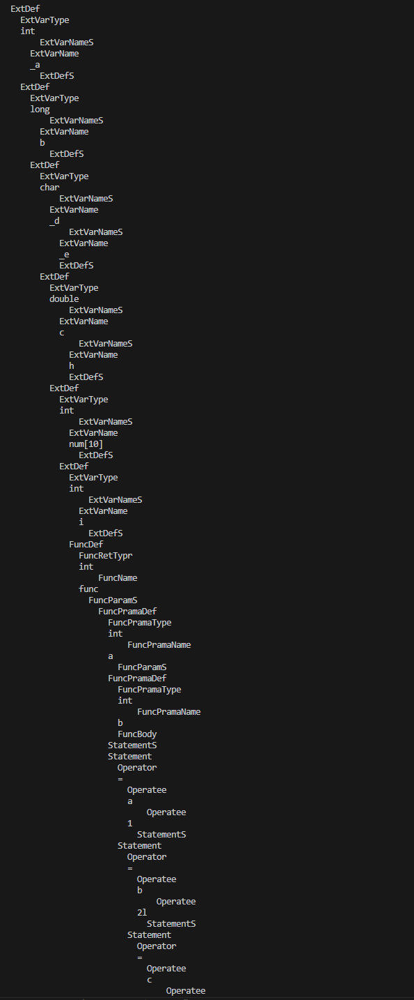 ExtDef
ExtVarType
int
ExtVarNameS
ExtVarName
_a
ExtDefS
ExtDef
ExtVarType
long
ExtVarNameS
ExtVarName
b
ExtDefS
ExtDef
ExtVarType
char
ExtVarNameS
ExtVarName
_d
ExtVarNameS
ExtVarName
_e
ExtDefS
ExtDef
ExtVarType
double
ExtVarNameS
ExtVarName
c
ExtVarNameS
ExtVarName
h
ExtDefS
ExtDef
ExtVarType
int
ExtVarNameS
ExtVarName
num[10]
ExtDefS
ExtDef
ExtVarType
int
ExtVarNameS
ExtVarName
i
ExtDefS
FuncDef
FuncRetTypr
int
FuncName
func
FuncParamS
FuncPramaDef
FuncPramaType
int
FuncPramaName
a
FuncParamS
FuncPramaDef
FuncPramaType
int
FuncPramaName
b
FuncBody
StatementS
Statement
Operator
=
Operatee
a
Operatee
1
StatementS
Statement
Operator
=
Operatee
b
Operatee
2l
StatementS
Statement
Operator
=
Operatee
c
Operatee